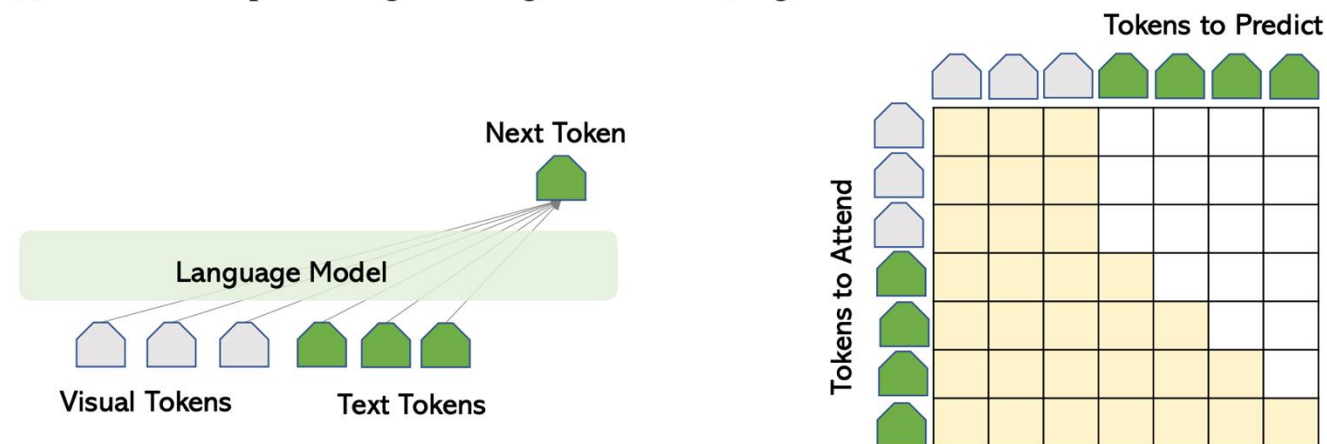 Tokens to Predict
Next Token
Tokens to Attend
Language Model
Visual Tokens
Text Tokens